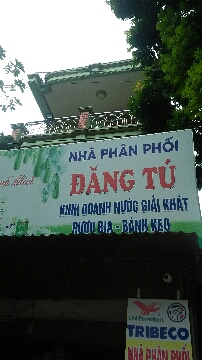 NHÀ PHÂN PHỐI
ĐĂNG TÚ
KINH DOANH NƯỚC GIẢI KHÁT
RƯỢU BIA - BÁNH KẸO
TRIBECO
NHÀ PHÂN PHỐI